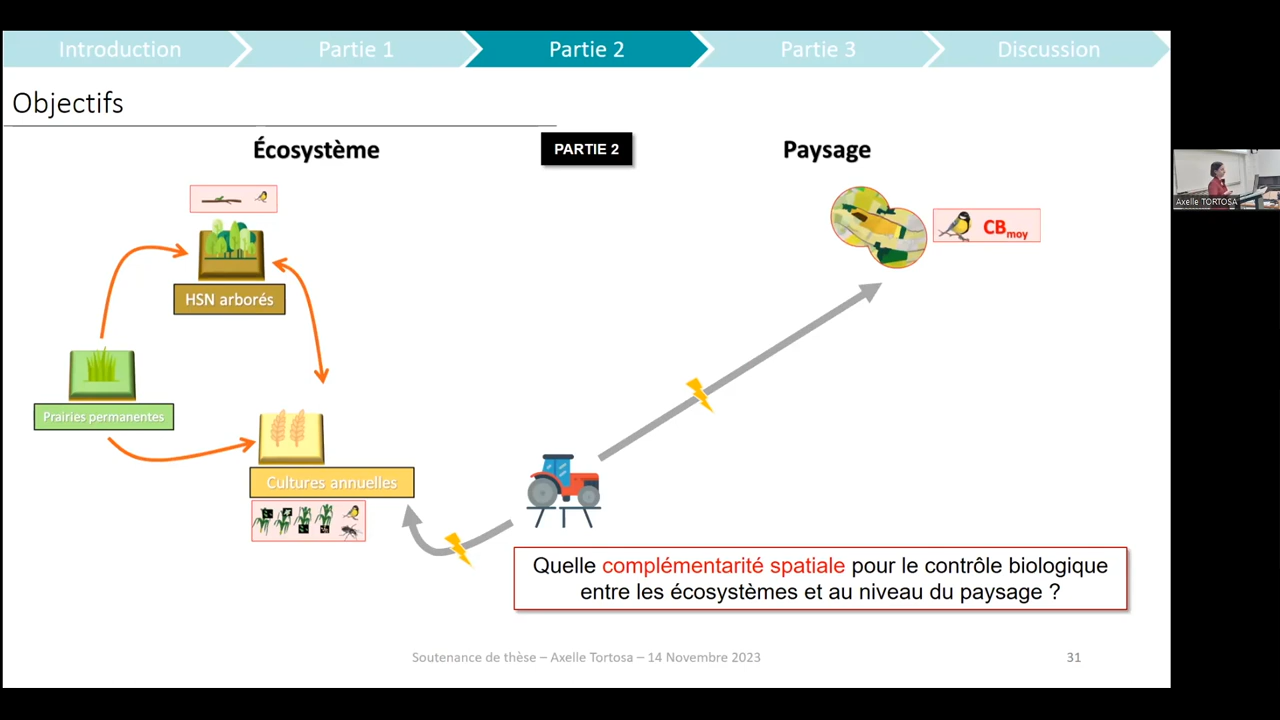 Introduction
Partie 1
Partie 2
Partie 3
Discussion
Objectifs
Écosystème
PARTIE 2
Paysage
CBmoy
HSN arborés
Prairies permanentes
Cultures annuelles
Quelle complémentarité spatiale pour le contrôle biologique
entre les écosystèmes et au niveau du paysage ?
Soutenance de thèse – Axelle Tortosa – 14 Novembre 2023
31
Axelle TORTOSA